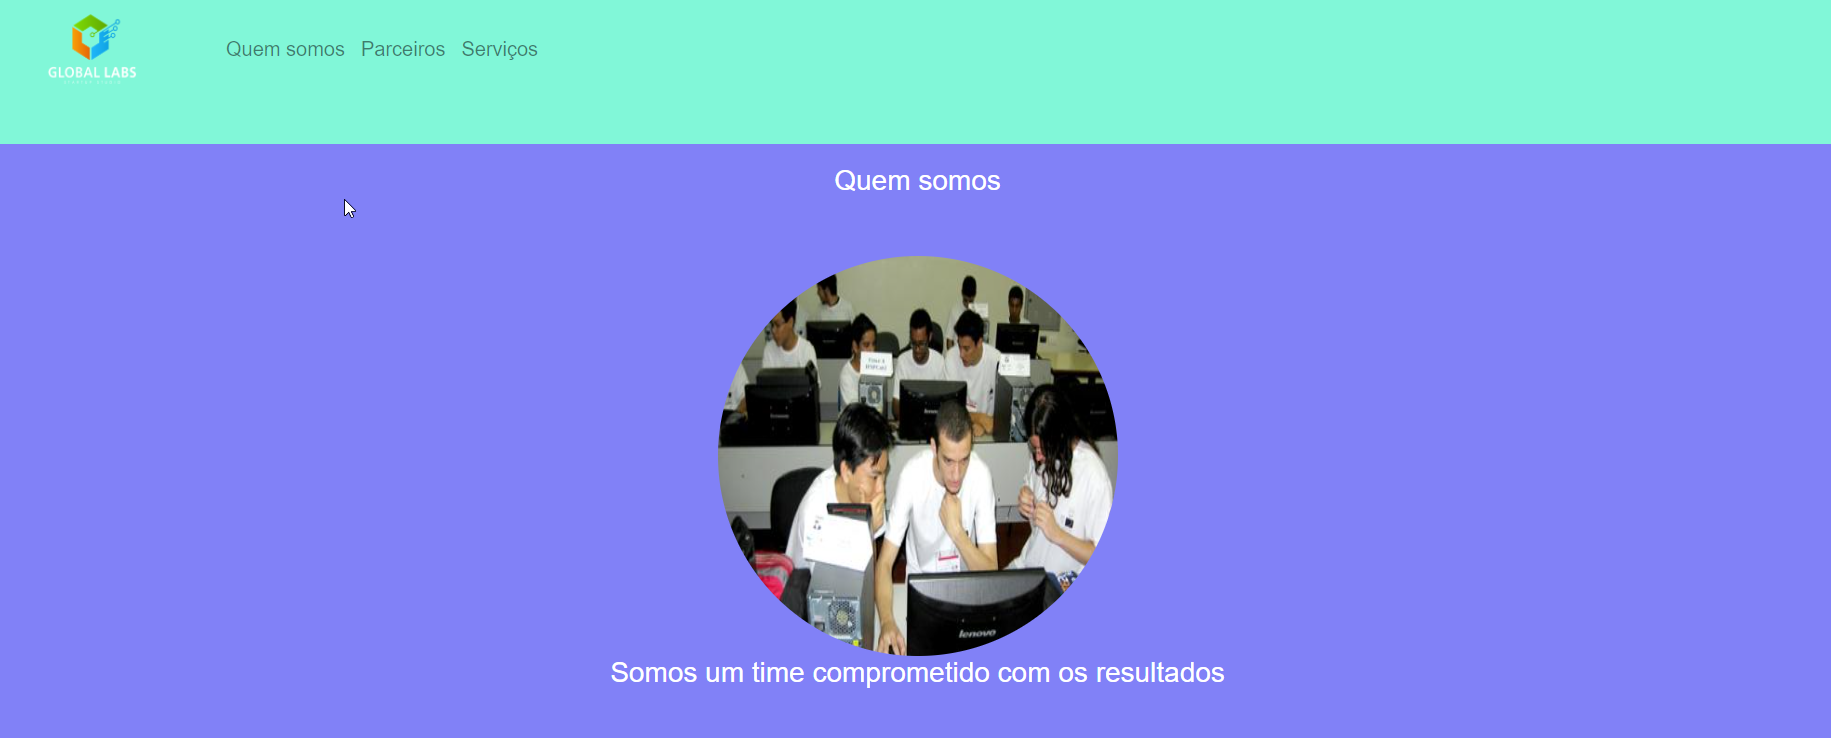 GLOBAL LABS
Quem somos Parceiros Serviços
Quem somos
lenovo
Somos um time comprometido com os resultados